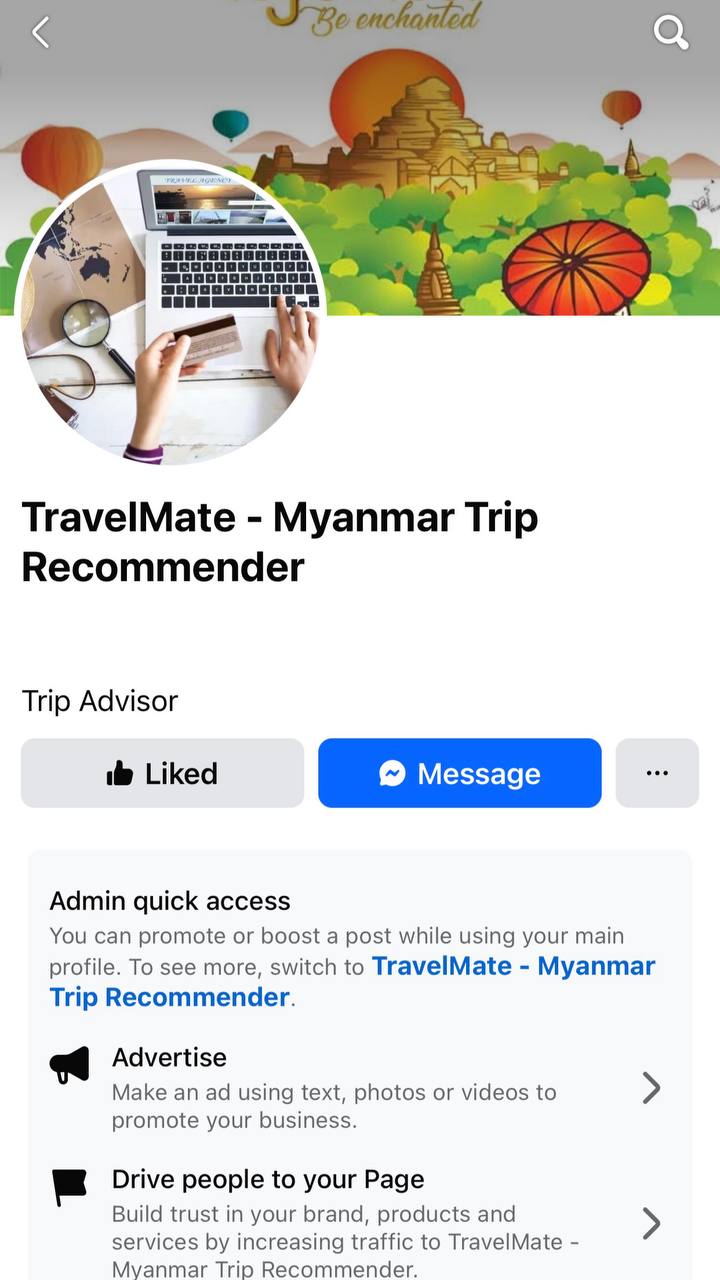 Be enchanted
TRAVEL AGENCY
TravelMate - Myanmar Trip
Recommender
Trip Advisor
Liked
Message
Admin quick access
You can promote or boost a post while using your main
profile. To see more, switch to TravelMate - Myanmar
Trip Recommender.
Advertise
Make an ad using text, photos or videos to
promote your business.
Drive people to your Page
Build trust in your brand, products and
services by increasing traffic to TravelMate -
Myanmar Trip Recommender.